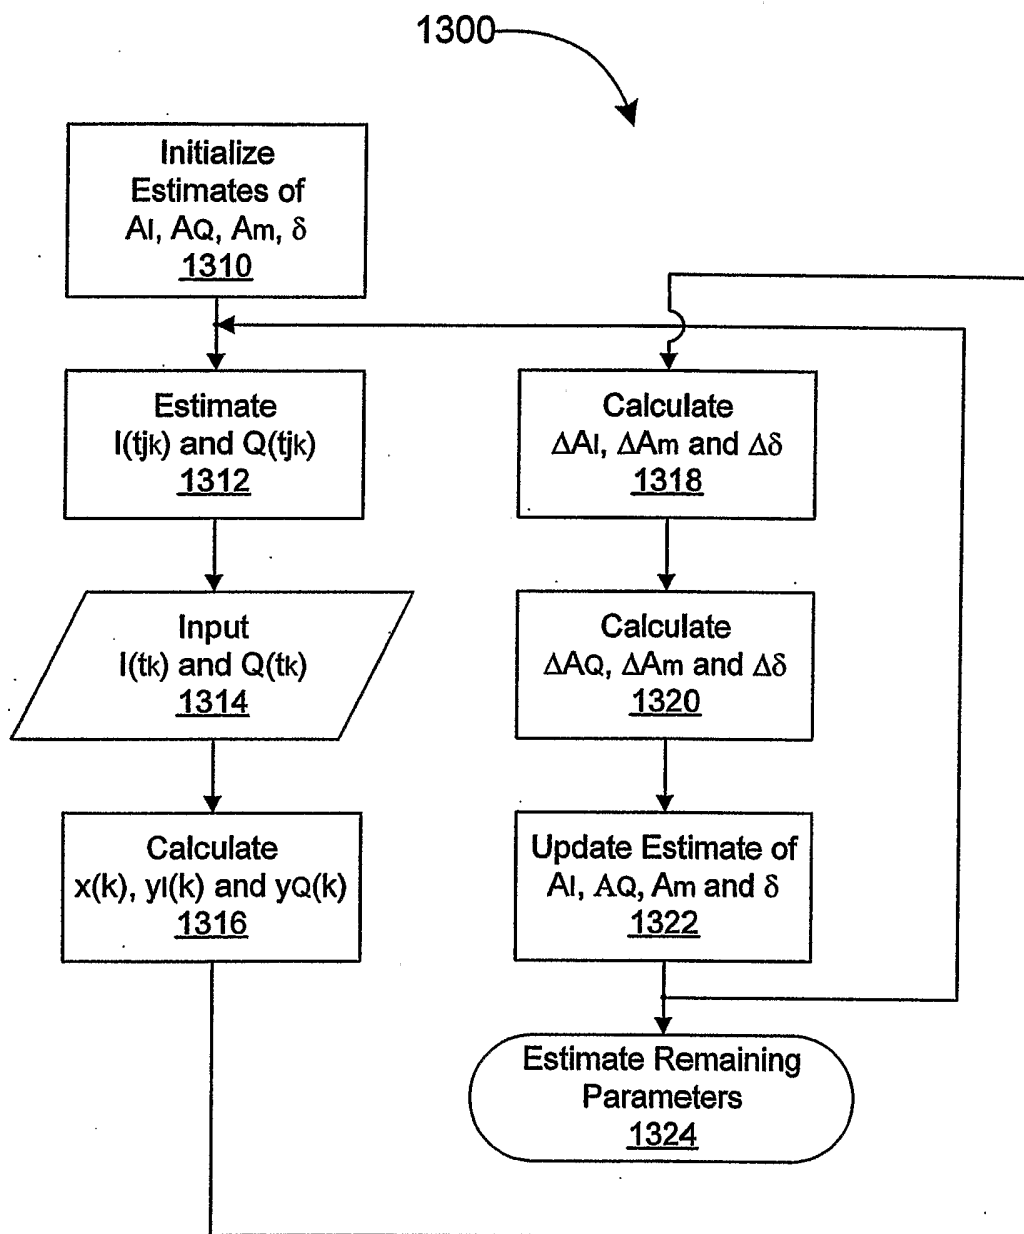 1300
Initialize
Estimates of
AI, AQ, Am, δ
1310
Estimate
I(tjk) and Q(tjk)
1312
Input
I(tk) and Q(tk)
1314
Calculate
x(k), yI(k) and yQ(k)
1316
Calculate
ΔAI, ΔAm and Δδ
1318
Calculate
ΔAQ, ΔAm and Δδ
1320
Update Estimate of
AI, AQ, Am and δ
1322
Estimate Remaining
Parameters
1324